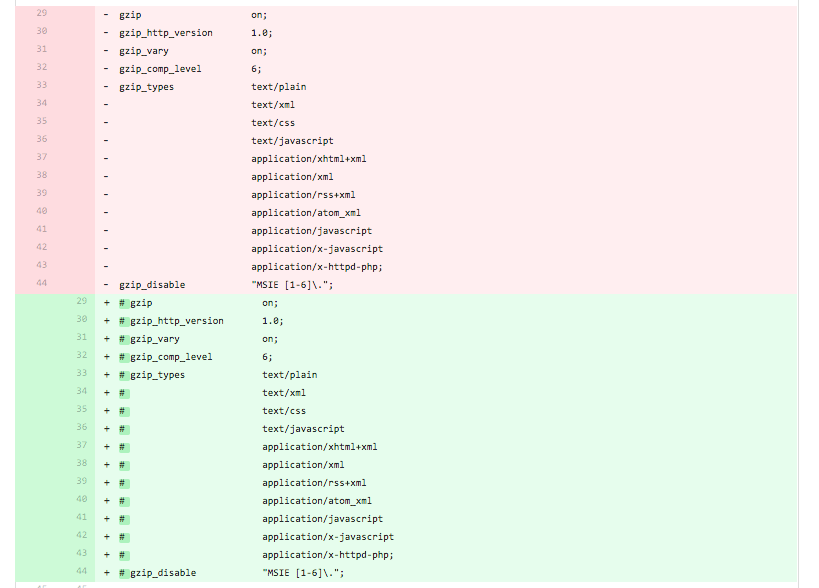 29 - gzip on;
30 - gzip_http_version 1.0;
31 - gzip_vary on;
32 - gzip_comp_level 6;
33 - gzip_types text/plain
34 - text/xml
35 - text/css
36 - text/javascript
37 - application/xhtml+xml
38 - application/xml
39 - application/rss+xml
40 - application/atom_xml
41 - application/javascript
42 - application/x-javascript
43 - application/x-httpd-php;
44 - gzip_disable "MSIE [1-6]\.";
29 + # gzip on;
30 + # gzip_http_version 1.0;
31 + # gzip_vary on;
32 + # gzip_comp_level 6;
33 + # gzip_types text/plain
34 + # text/xml
35 + # text/css
36 + # text/javascript
37 + # application/xhtml+xml
38 + # application/xml
39 + # application/rss+xml
40 + # application/atom_xml
41 + # application/javascript
42 + # application/x-javascript
43 + # application/x-httpd-php;
44 + # gzip_disable "MSIE [1-6]\.";